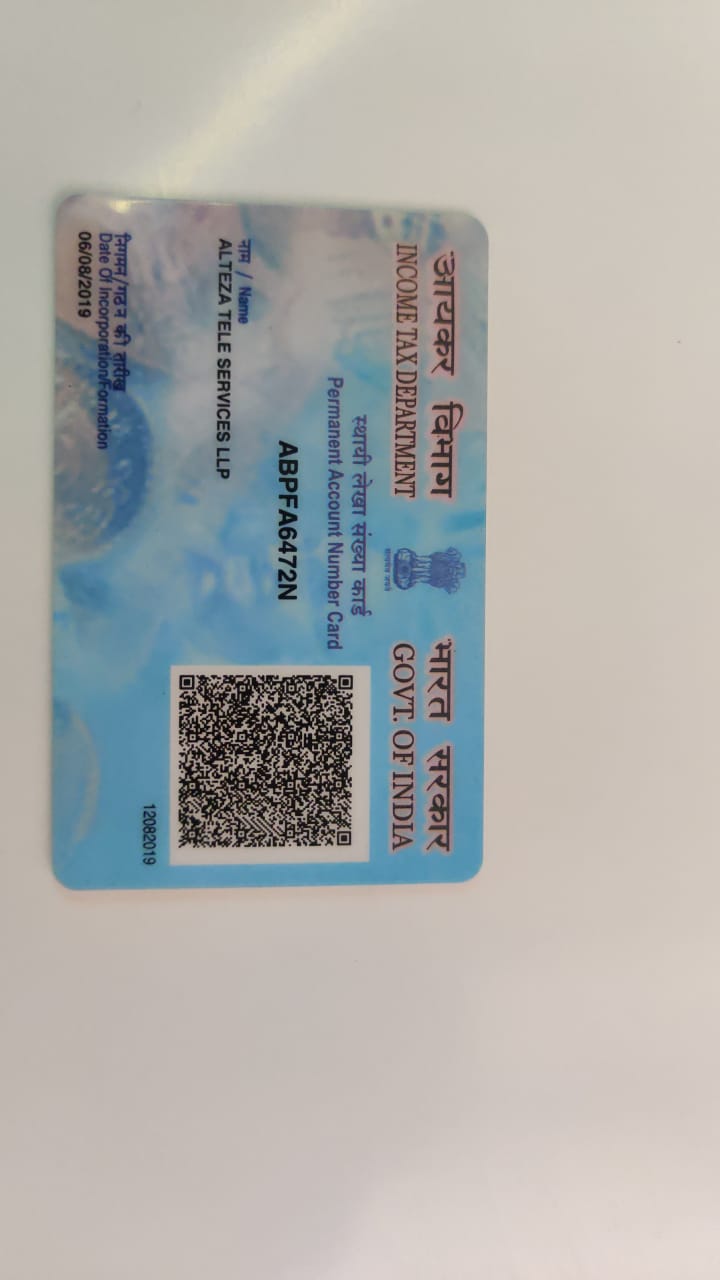 आयकर विभाग
INCOME TAX DEPARTMENT
भारत सरकार
GOVT. OF INDIA
सत्यमेव जयते
स्थायी लेखा संख्या कार्ड
Permanent Account Number Card
ABPFA6472N
नाम / Name
ALTEZA TELE SERVICES LLP
निगमन/गठन की तारीख
Date Of Incorporation/Formation
06/08/2019
12082019